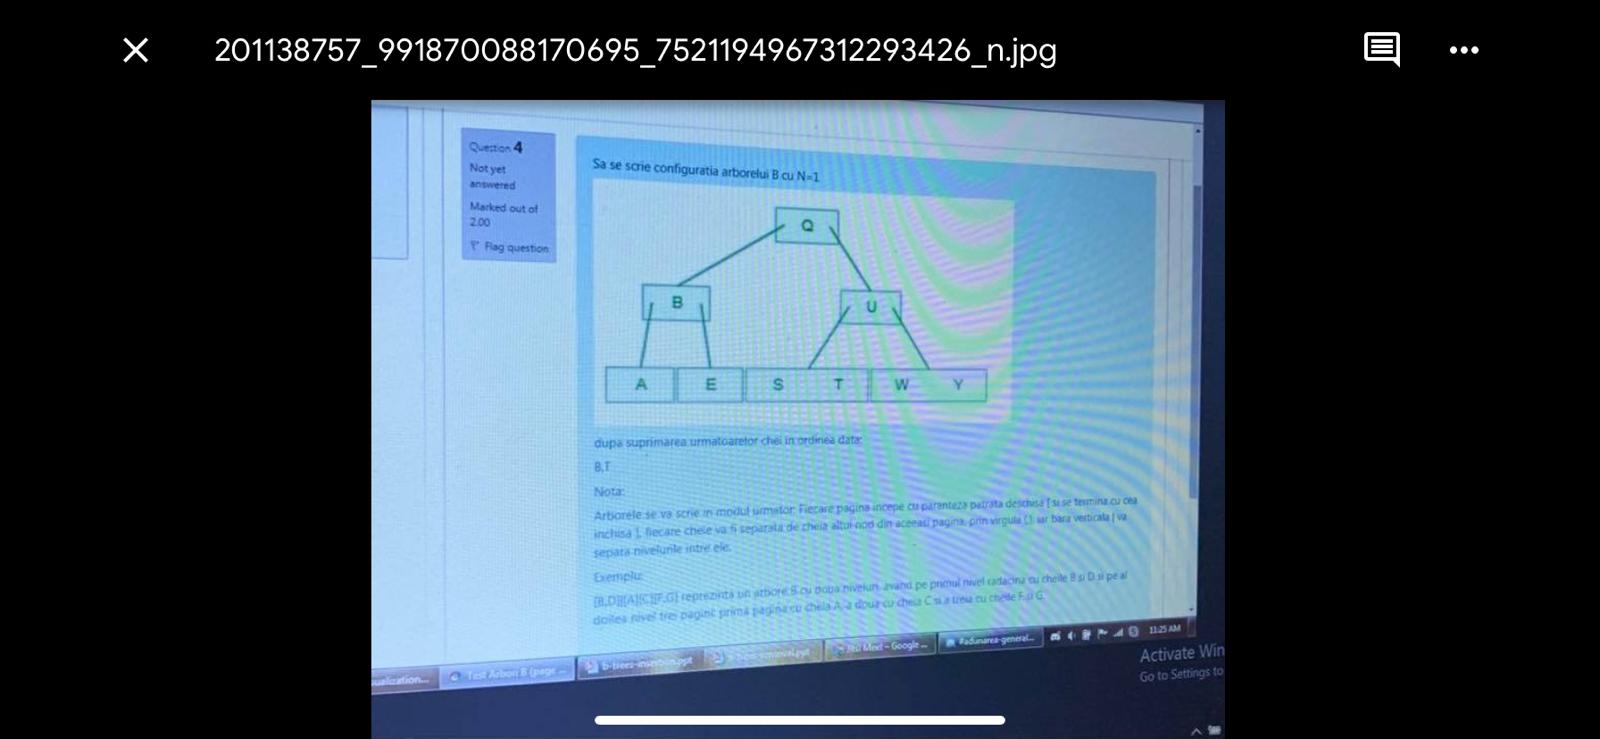 201138757_991870088170695_7521194967312293426_n.jpg
Question 4
Not yet
answered
Marked out of
2.00
Flag question
Sa se scrie configuratia arborelui B cu N=1
Q
B U
A E S T W Y
dupa suprimarea urmatoarelor chei in ordinea data:
B,T
Nota:
Arborele se va scrie in modul urmator: Fiecare pagina incepe cu paranteza patrata deschisa [ si se termina cu cea
inchisa ], fiecare cheie va fi separata de cheia altui nod din aceeasi pagina, prin virgula (,). iar bara verticala | va
separa nivelurile intre ele.
Exemplu:
[B,D]|[A][C][F,G] reprezinta un arbore B cu doua niveluri, avand pe primul nivel radacina cu cheile B si D si pe al
doilea nivel trei pagini: prima pagina cu cheia A, a doua cu cheia C si a treia cu cheile F si G.
ualization...
Test Arbori B (page ...
b-trees-insertion.ppt
Meet - Google ...
#adunarea-general...
11:25 AM
Activate Win
Go to Settings to